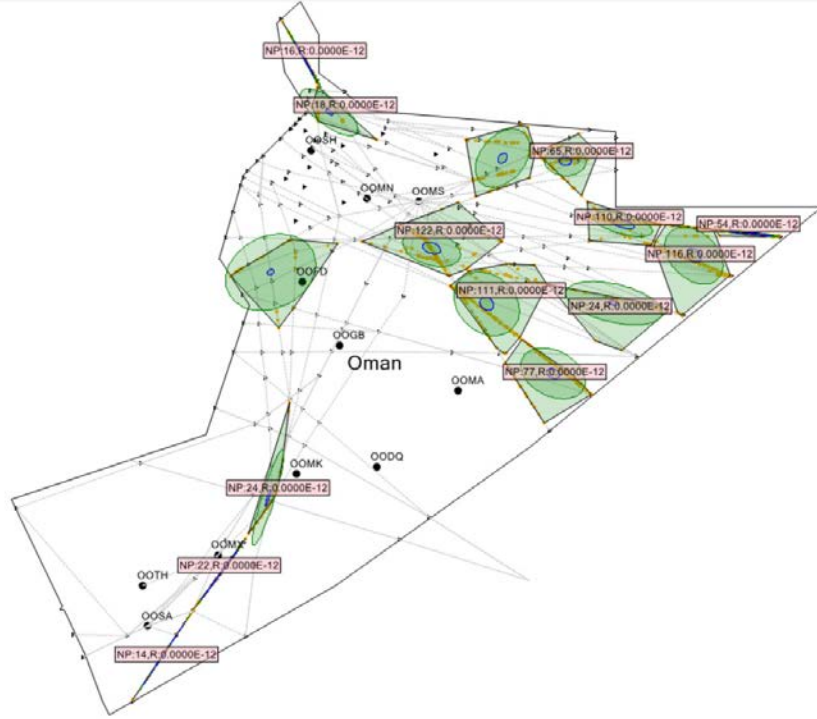 NP:16,R:0.0000E-12
NP:18,R:0.0000E-12
OOSH
NP:65,R:0.0000E-12
OOMN
OOMS
NP:110,R:0.0000E-12
NP:54,R:0.0000E-12
NP:122,R:0.0000E-12
NP:116,R:0.0000E-12
OOFD
NP:111,R:0.0000E-12
NP:24,R:0.0000E-12
OOGB
Oman
NP:77,R:0.0000E-12
OOMA
OOMK
OODQ
NP:24,R:0.0000E-12
OOMX
NP:22,R:0.0000E-12
OOTH
OOSA
NP:14,R:0.0000E-12